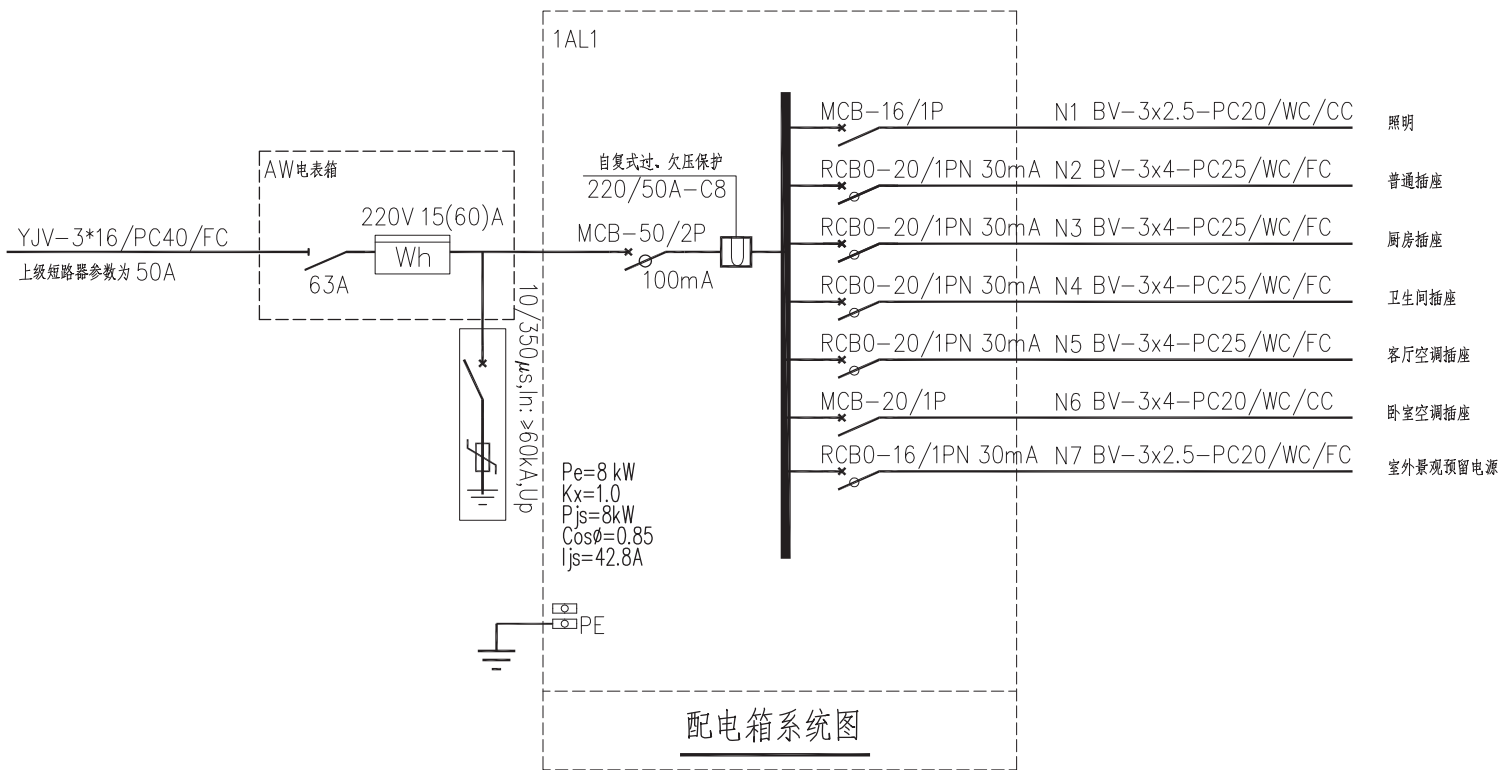 1AL1
AW电表箱
220V 15(60)A
YJV-3*16/PC40/FC
上级短路器参数为 50A
63A
Wh
10/350μs,In: ≥60kA,Up
自复式过、欠压保护
220/50A-C8
MCB-50/2P
100mA
MCB-16/1P N1 BV-3x2.5-PC20/WC/CC 照明
RCBO-20/1PN 30mA N2 BV-3x4-PC25/WC/FC 普通插座
RCBO-20/1PN 30mA N3 BV-3x4-PC25/WC/FC 厨房插座
RCBO-20/1PN 30mA N4 BV-3x4-PC25/WC/FC 卫生间插座
RCBO-20/1PN 30mA N5 BV-3x4-PC25/WC/FC 客厅空调插座
MCB-20/1P N6 BV-3x4-PC20/WC/CC 卧室空调插座
RCBO-16/1PN 30mA N7 BV-3x2.5-PC20/WC/FC 室外景观预留电源
Pe=8 kW
Kx=1.0
Pjs=8kW
Cosø=0.85
Ijs=42.8A
PE
配电箱系统图